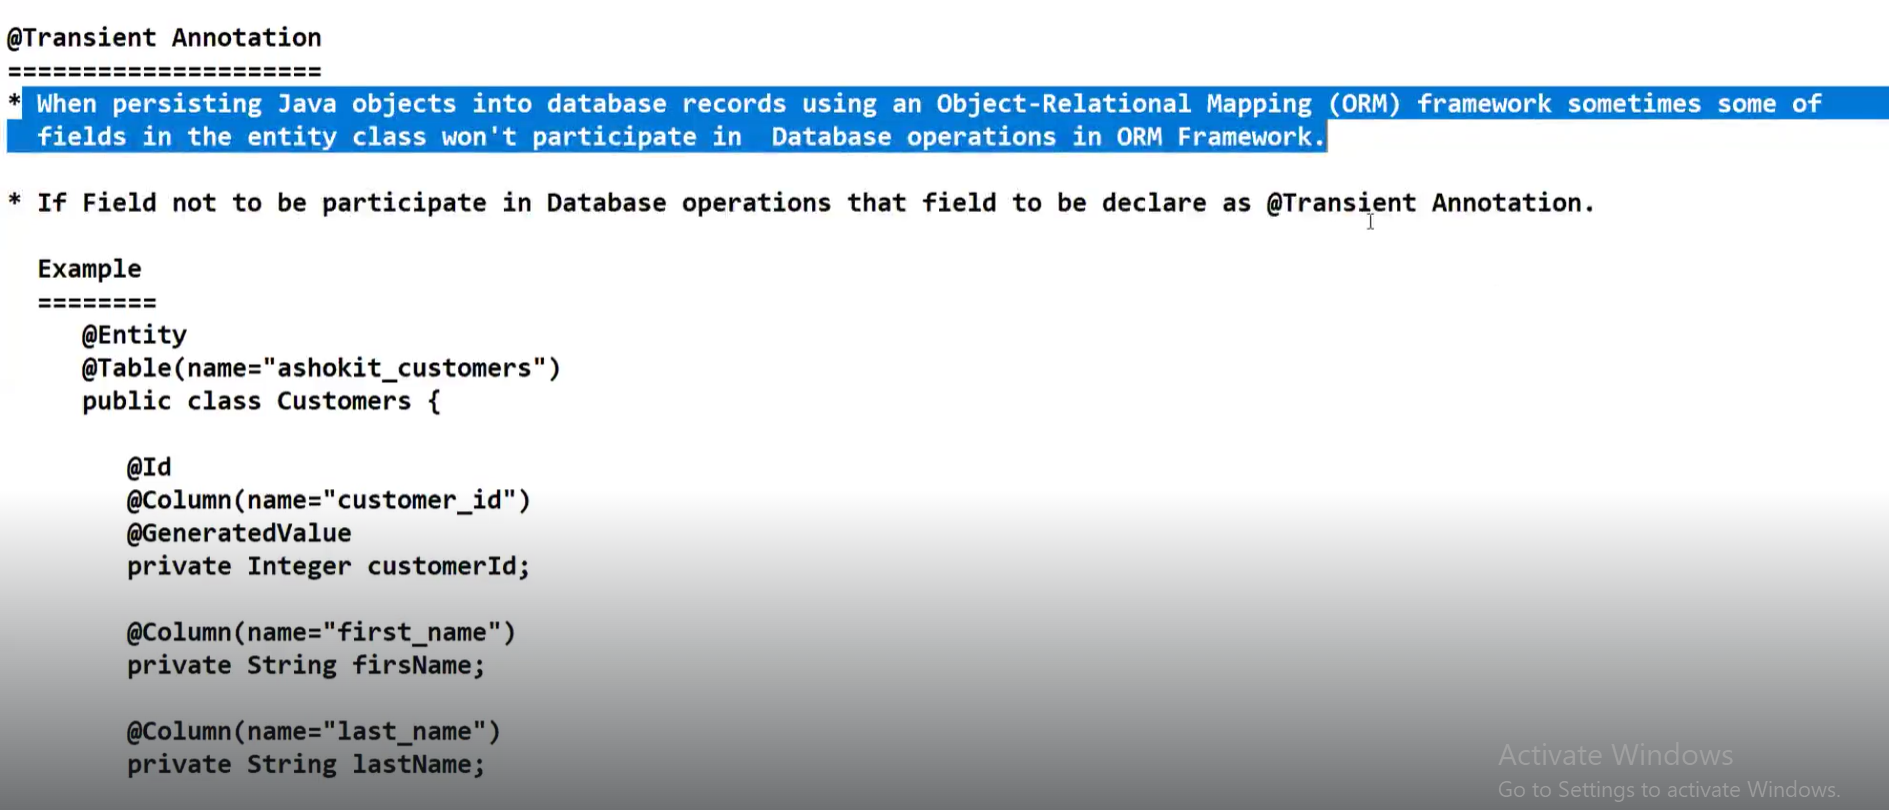 @Transient Annotation
=====================
* When persisting Java objects into database records using an Object-Relational Mapping (ORM) framework sometimes some of
fields in the entity class won't participate in  Database operations in ORM Framework.
* If Field not to be participate in Database operations that field to be declare as @Transient Annotation.
Example
========
@Entity
@Table(name="ashokit_customers")
public class Customers {
@Id
@Column(name="customer_id")
@GeneratedValue
private Integer customerId;
@Column(name="first_name")
private String firsName;
@Column(name="last_name")
private String lastName;
Activate Windows
Go to Settings to activate Windows.